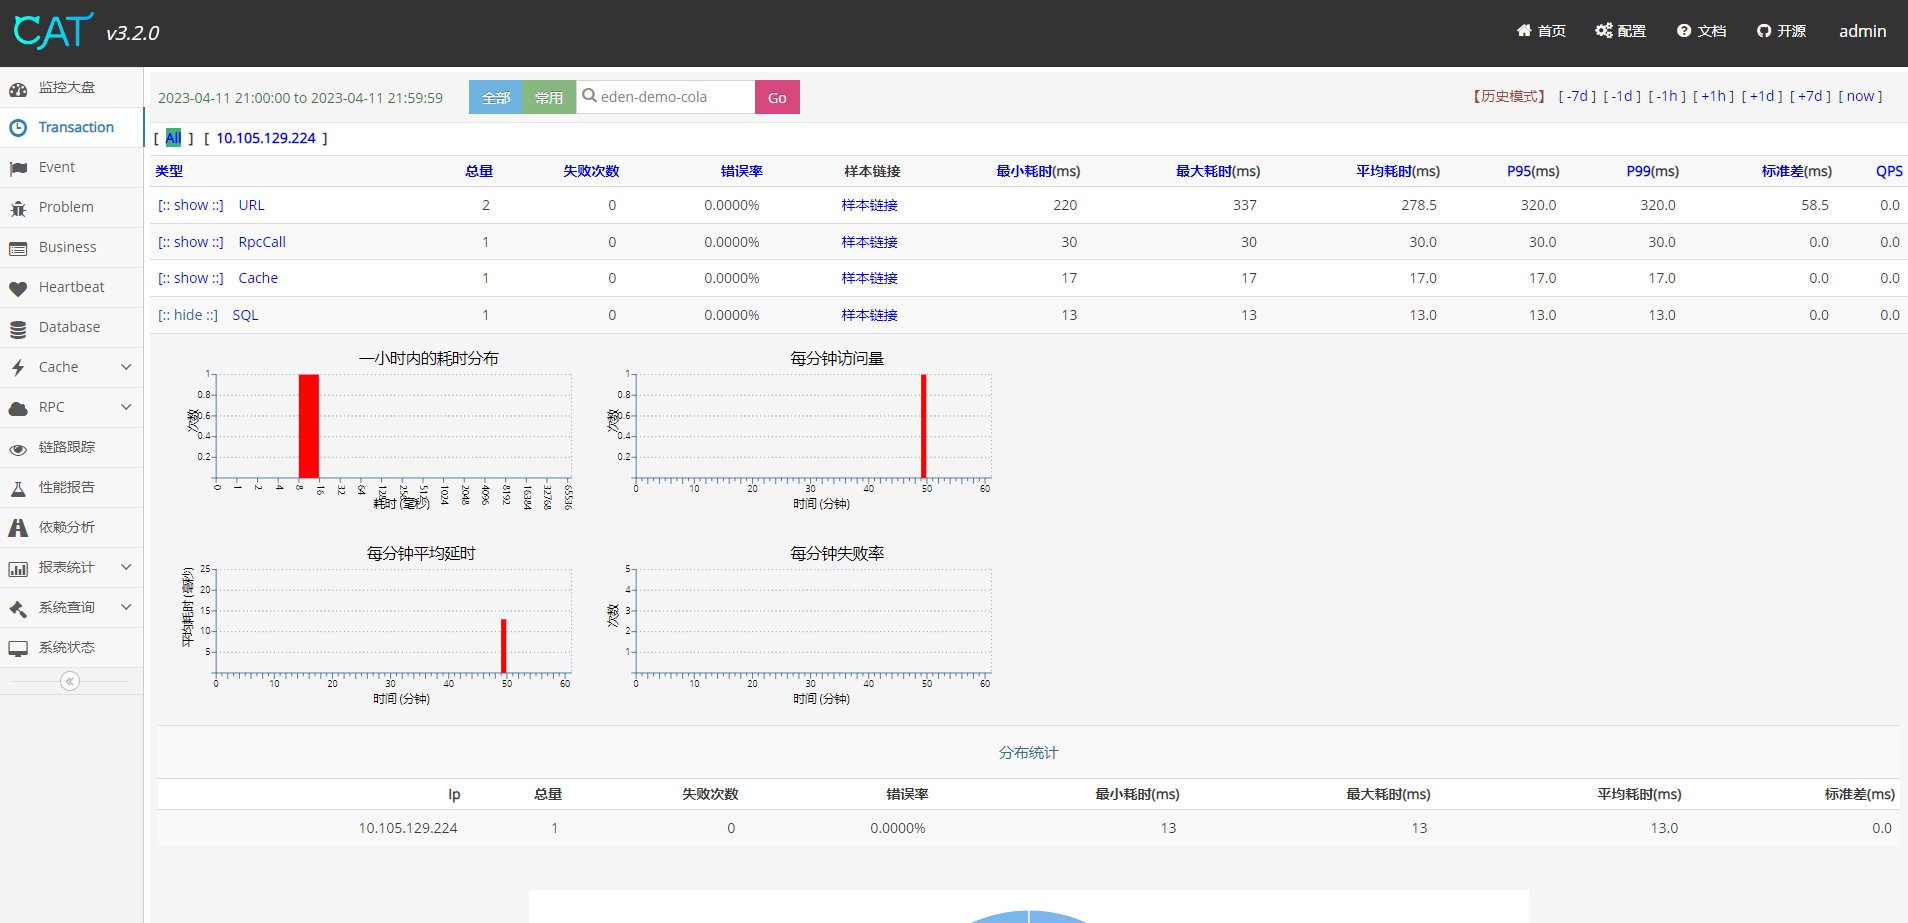 CAT v3.2.0 首页 配置 文档 开源 admin
监控大盘
Transaction
Event
Problem
Business
Heartbeat
Database
Cache
RPC
链路跟踪
性能报告
依赖分析
报表统计
系统查询
系统状态
2023-04-11 21:00:00 to 2023-04-11 21:59:59 全部 常用 eden-demo-cola Go 【历史模式】 [ -7d ] [ -1d ] [ -1h ] [ +1h ] [ +1d ] [ +7d ] [ now ]
[ All ] [ 10.105.129.224 ]
类型 总量 失败次数 错误率 样本链接 最小耗时(ms) 最大耗时(ms) 平均耗时(ms) P95(ms) P99(ms) 标准差(ms) QPS
[:: show ::] URL 2 0 0.0000% 样本链接 220 337 278.5 320.0 320.0 58.5 0.0
[:: show ::] RpcCall 1 0 0.0000% 样本链接 30 30 30.0 30.0 30.0 0.0 0.0
[:: show ::] Cache 1 0 0.0000% 样本链接 17 17 17.0 17.0 17.0 0.0 0.0
[:: hide ::] SQL 1 0 0.0000% 样本链接 13 13 13.0 13.0 13.0 0.0 0.0
一小时内的耗时分布
次数
1
0.8
0.6
0.4
0.2
0 1 2 4 8 16 32 64 128 256 512 1024 2048 4096 8192 16384 32768 65536
耗时 (毫秒)
每分钟访问量
次数
1
0.8
0.6
0.4
0.2
0 10 20 30 40 50 60
时间 (分钟)
每分钟平均延时
平均耗时 (毫秒)
25
20
15
10
5
0 10 20 30 40 50 60
时间 (分钟)
每分钟失败率
次数
5
4
3
2
1
0 10 20 30 40 50 60
时间 (分钟)
分布统计
Ip 总量 失败次数 错误率 最小耗时(ms) 最大耗时(ms) 平均耗时(ms) 标准差(ms)
10.105.129.224 1 0 0.0000% 13 13 13.0 0.0